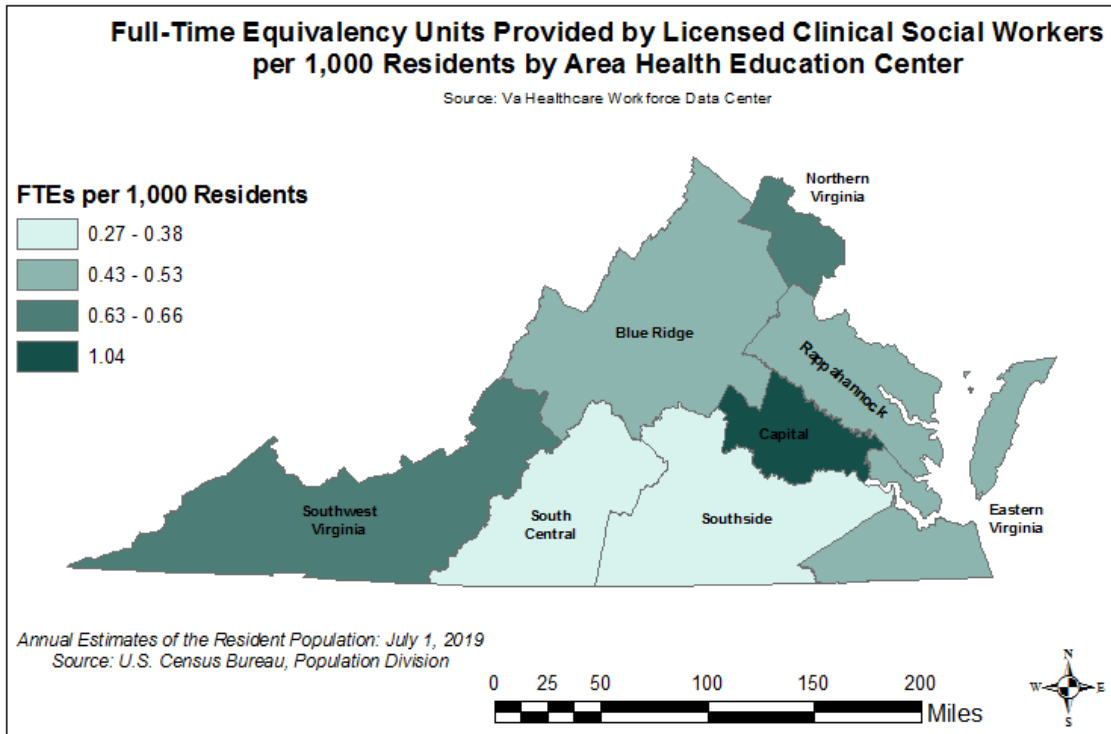 Full-Time Equivalency Units Provided by Licensed Clinical Social Workers
per 1,000 Residents by Area Health Education Center
Source: Va Healthcare Workforce Data Center
FTEs per 1,000 Residents
0.27 - 0.38
0.43 - 0.53
0.63 - 0.66
1.04
Northern
Virginia
Blue Ridge
Rappahannock
Capital
Southwest
Virginia
South
Central
Southside
Eastern
Virginia
Annual Estimates of the Resident Population: July 1, 2019
Source: U.S. Census Bureau, Population Division
0 25 50 100 150 200
Miles
N
W E
S